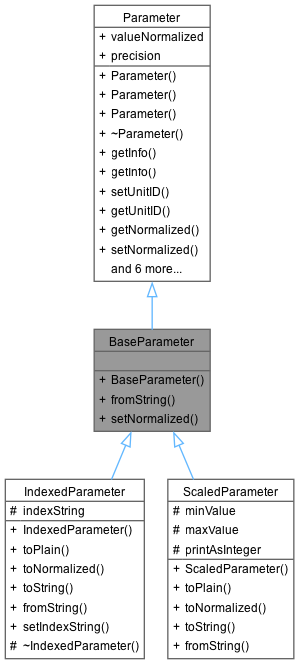 Parameter
+ valueNormalized
+ precision
+ Parameter()
+ Parameter()
+ Parameter()
+ ~Parameter()
+ getInfo()
+ getInfo()
+ setUnitID()
+ getUnitID()
+ getNormalized()
+ setNormalized()
and 6 more...
BaseParameter
+ BaseParameter()
+ fromString()
+ setNormalized()
IndexedParameter
# indexString
+ IndexedParameter()
+ toPlain()
+ toNormalized()
+ toString()
+ fromString()
+ setIndexString()
# ~IndexedParameter()
ScaledParameter
# minValue
# maxValue
# printAsInteger
+ ScaledParameter()
+ toPlain()
+ toNormalized()
+ toString()
+ fromString()